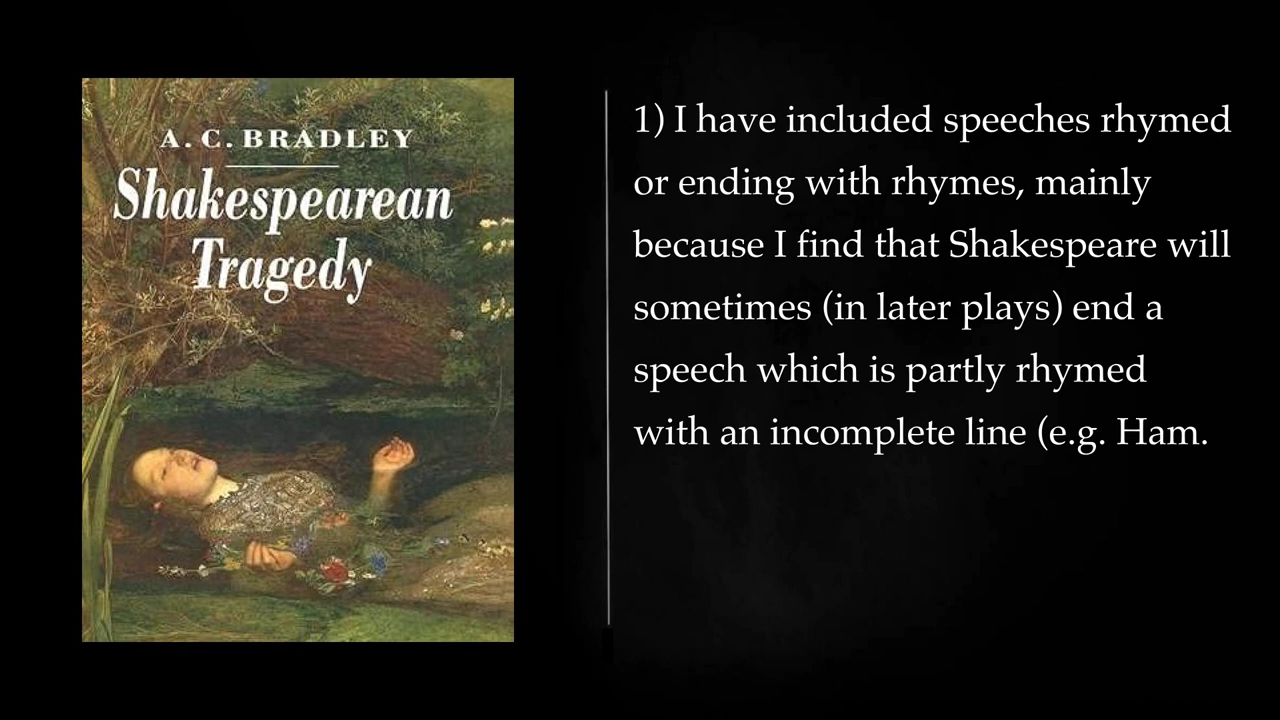 A. C. BRADLEY
Shakespearean
Tragedy
1) I have included speeches rhymed
or ending with rhymes, mainly
because I find that Shakespeare will
sometimes (in later plays) end a
speech which is partly rhymed
with an incomplete line (e.g. Ham.